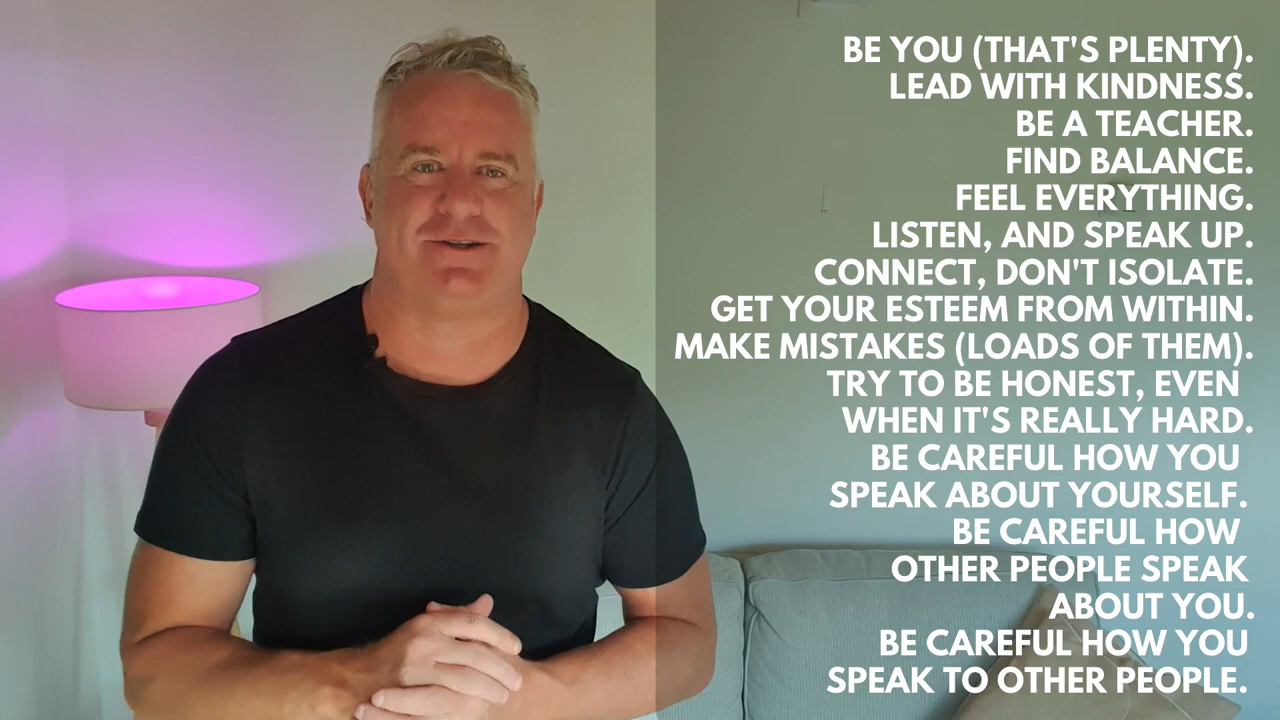 BE YOU (THAT'S PLENTY).
LEAD WITH KINDNESS.
BE A TEACHER.
FIND BALANCE.
FEEL EVERYTHING.
LISTEN, AND SPEAK UP.
CONNECT, DON'T ISOLATE.
GET YOUR ESTEEM FROM WITHIN.
MAKE MISTAKES (LOADS OF THEM).
TRY TO BE HONEST, EVEN
WHEN IT'S REALLY HARD.
BE CAREFUL HOW YOU
SPEAK ABOUT YOURSELF.
BE CAREFUL HOW
OTHER PEOPLE SPEAK
ABOUT YOU.
BE CAREFUL HOW YOU
SPEAK TO OTHER PEOPLE.